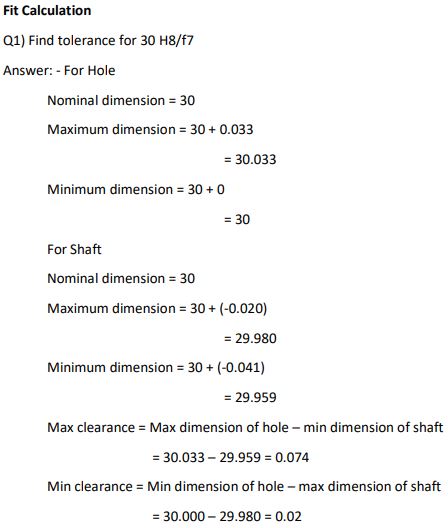 Fit Calculation
Q1) Find tolerance for 30 H8/f7
Answer: - For Hole
Nominal dimension = 30
Maximum dimension = 30 + 0.033
= 30.033
Minimum dimension = 30 + 0
= 30
For Shaft
Nominal dimension = 30
Maximum dimension = 30 + (-0.020)
= 29.980
Minimum dimension = 30 + (-0.041)
= 29.959
Max clearance = Max dimension of hole – min dimension of shaft
= 30.033 – 29.959 = 0.074
Min clearance = Min dimension of hole – max dimension of shaft
= 30.000 – 29.980 = 0.02